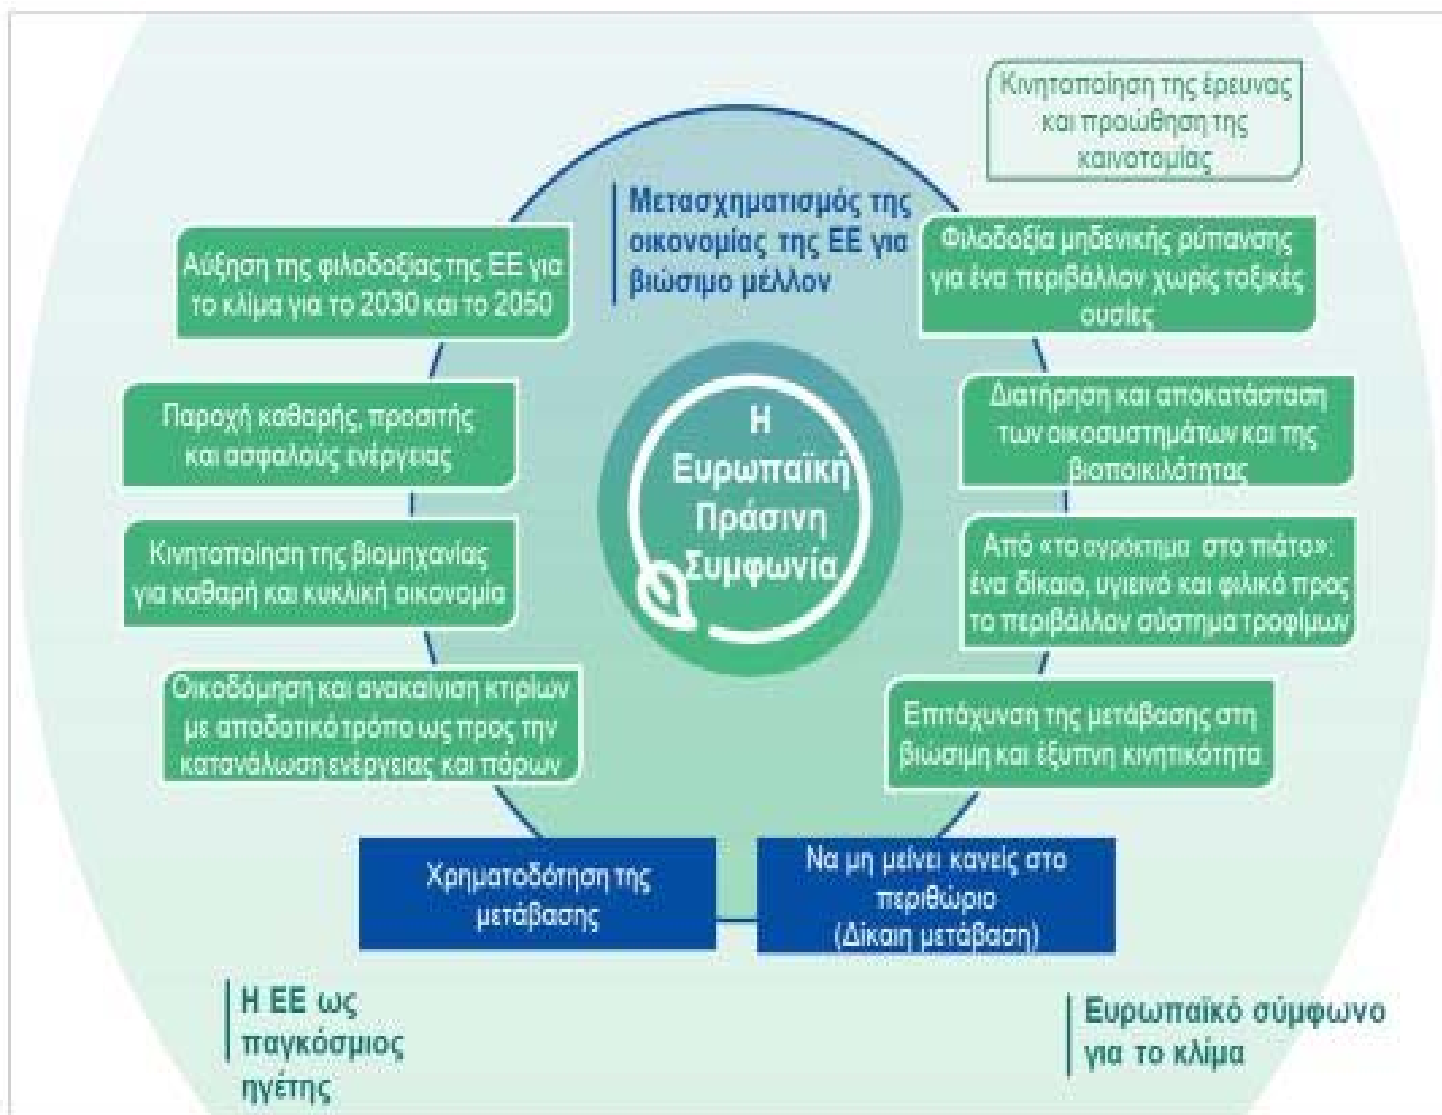 Κινητοποίηση της έρευνας
και προώθηση της
καινοτομίας
Μετασχηματισμός της
οικονομίας της ΕΕ για
βιώσιμο μέλλον
Αύξηση της φιλοδοξίας της ΕΕ για
το κλίμα για το 2030 και το 2050
Φιλοδοξία μηδενικής ρύπανσης
για ένα περιβάλλον χωρίς τοξικές
ουσίες
Παροχή καθαρής, προσιτής
και ασφαλούς ενέργειας
Η
Ευρωπαϊκή
Πράσινη
Συμφωνία
Διατήρηση και αποκατάσταση
των οικοσυστημάτων και της
βιοποικιλότητας
Κινητοποίηση της βιομηχανίας
για καθαρή και κυκλική οικονομία
Από «το αγρόκτημα στο πιάτο»:
ένα δίκαιο, υγιεινό και φιλικό προς
το περιβάλλον σύστημα τροφίμων
Οικοδόμηση και ανακαίνιση κτιρίων
με αποδοτικό τρόπο ως προς την
κατανάλωση ενέργειας και πόρων
Επιτάχυνση της μετάβασης στη
βιώσιμη και έξυπνη κινητικότητα
Χρηματοδότηση της
μετάβασης
Να μη μείνει κανείς στο
περιθώριο
(Δίκαιη μετάβαση)
Η ΕΕ ως
παγκόσμιος
ηγέτης
Ευρωπαϊκό σύμφωνο
για το κλίμα